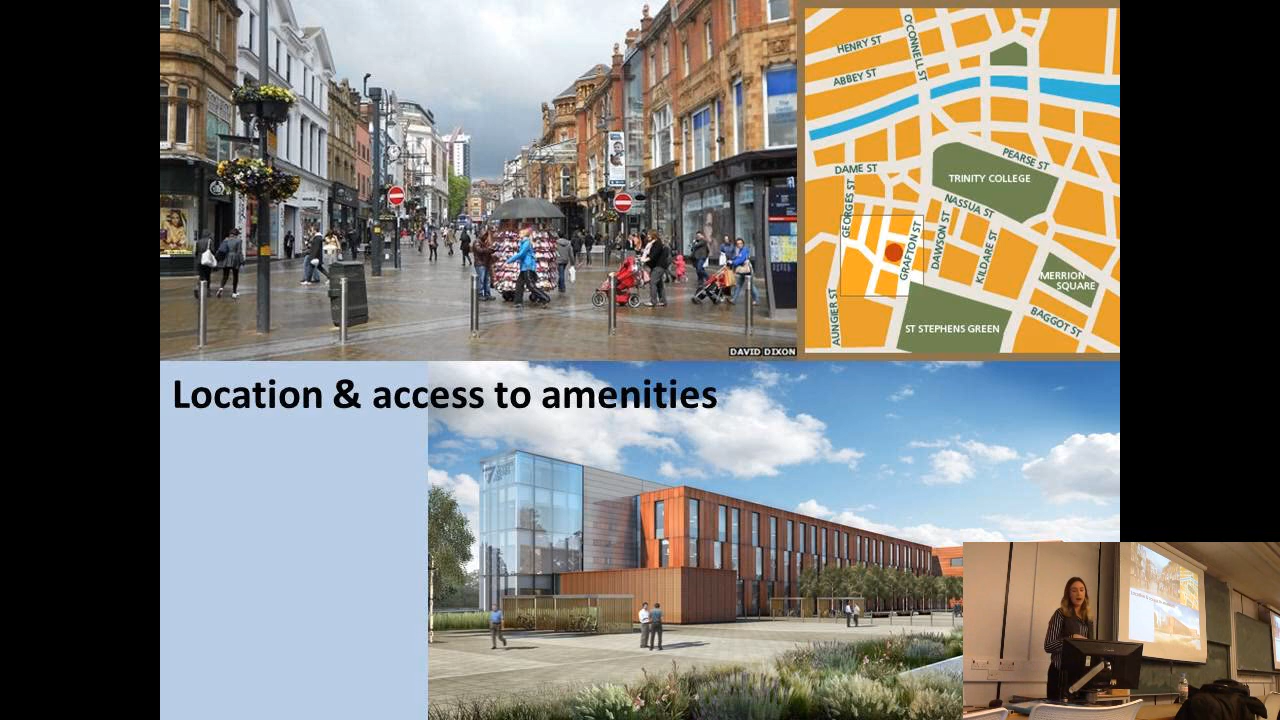 DAVID DIXON
HENRY ST
O'CONNELL ST
ABBEY ST
DAME ST
PEARSE ST
TRINITY COLLEGE
GEORGES ST
NASSUA ST
GRAFTON ST
DAWSON ST
KILDARE ST
MERRION
SQUARE
AUNGIER ST
ST STEPHENS GREEN
BAGGOT ST
Location & access to amenities